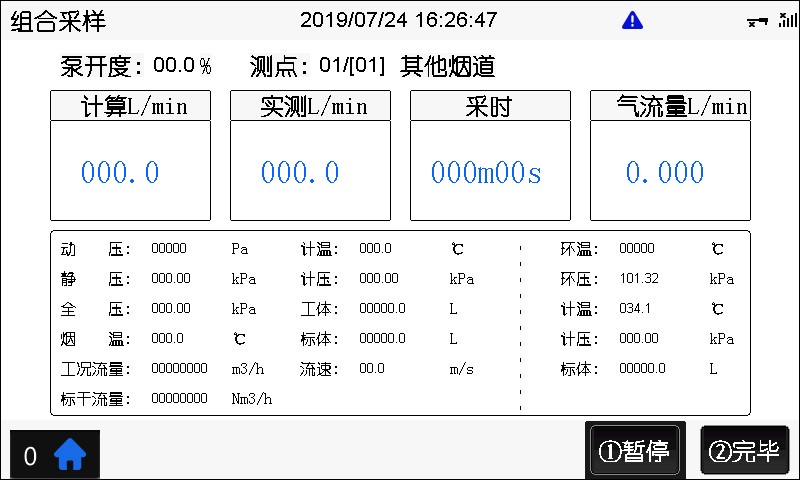 组合采样 2019/07/24 16:26:47
泵开度: 00.0% 测点: 01/[01] 其他烟道
计算L/min 实测L/min 采时 气流量L/min
000.0 000.0 000m00s 0.000
动 压: 00000 Pa 计温: 000.0 ℃ 环温: 00000 ℃
静 压: 000.00 kPa 计压: 000.00 kPa 环压: 101.32 kPa
全 压: 000.00 kPa 工体: 00000.0 L 计温: 034.1 ℃
烟 温: 000.0 ℃ 标体: 00000.0 L 计压: 000.00 kPa
工况流量: 00000000 m3/h 流速: 00.0 m/s 标体: 00000.0 L
标干流量: 00000000 Nm3/h
0 ①暂停 ②完毕